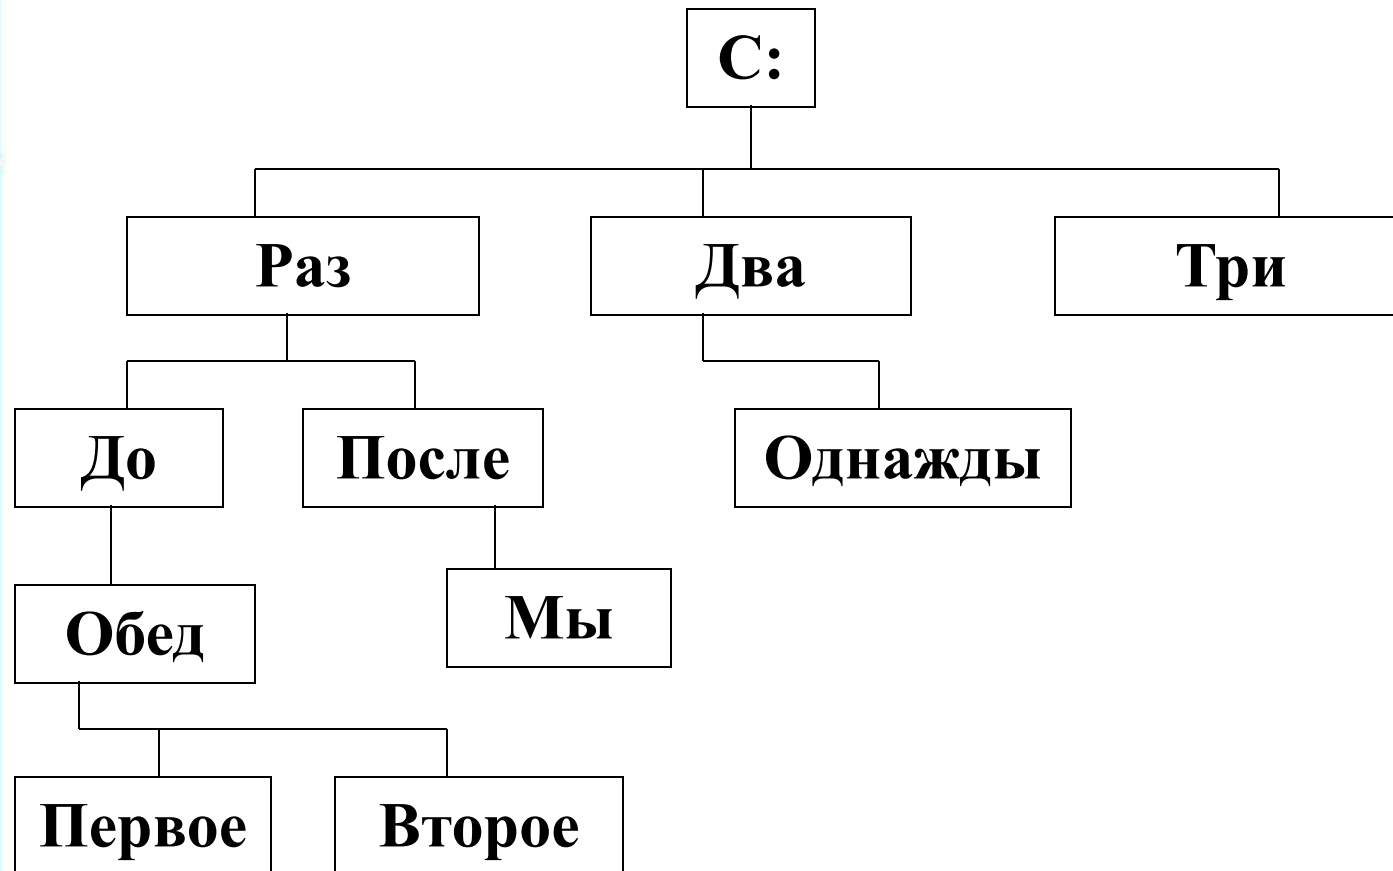 С:
Раз Два Три
До После Однажды
Обед Мы
Первое Второе